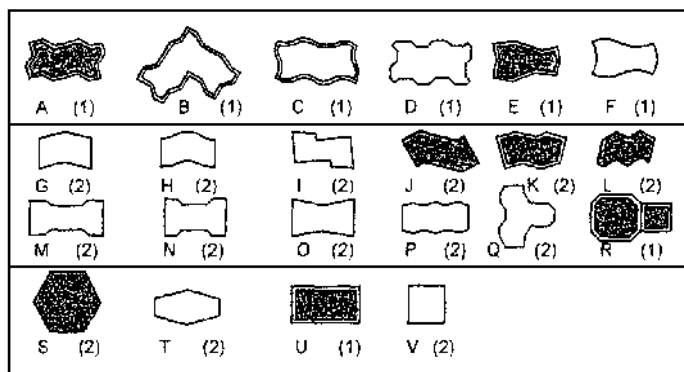 A (1) B (1) C (1) D (1) E (1) F (1)
G (2) H (2) I (2) J (2) K (2) L (2)
M (2) N (2) O (2) P (2) Q (2) R (1)
S (2) T (2) U (1) V (2)